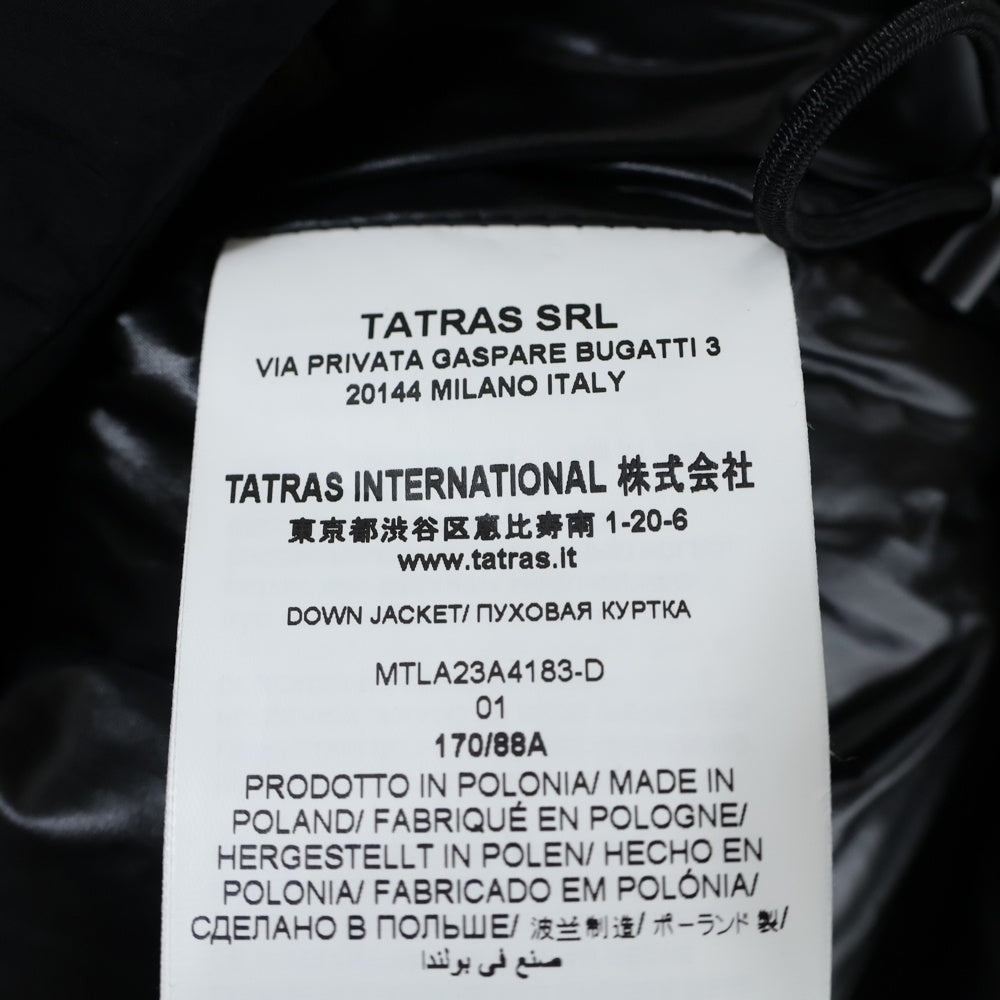 TATRAS SRL
VIA PRIVATA GASPARE BUGATTI 3
20144 MILANO ITALY
TATRAS INTERNATIONAL 株式会社
東京都渋谷区恵比寿南 1-20-6
www.tatras.it
DOWN JACKET/ ПУХОВАЯ КУРТКА
MTLA23A4183-D
01
170/88A
PRODOTTO IN POLONIA/ MADE IN
POLAND/ FABRIQUÉ EN POLOGNE/
HERGESTELLT IN POLEN/ HECHO EN
POLONIA/ FABRICADO EM POLÓNIA/
СДЕЛАНО В ПОЛЬШЕ/ 波兰制造/ ポーランド製/
صنع في بولندا